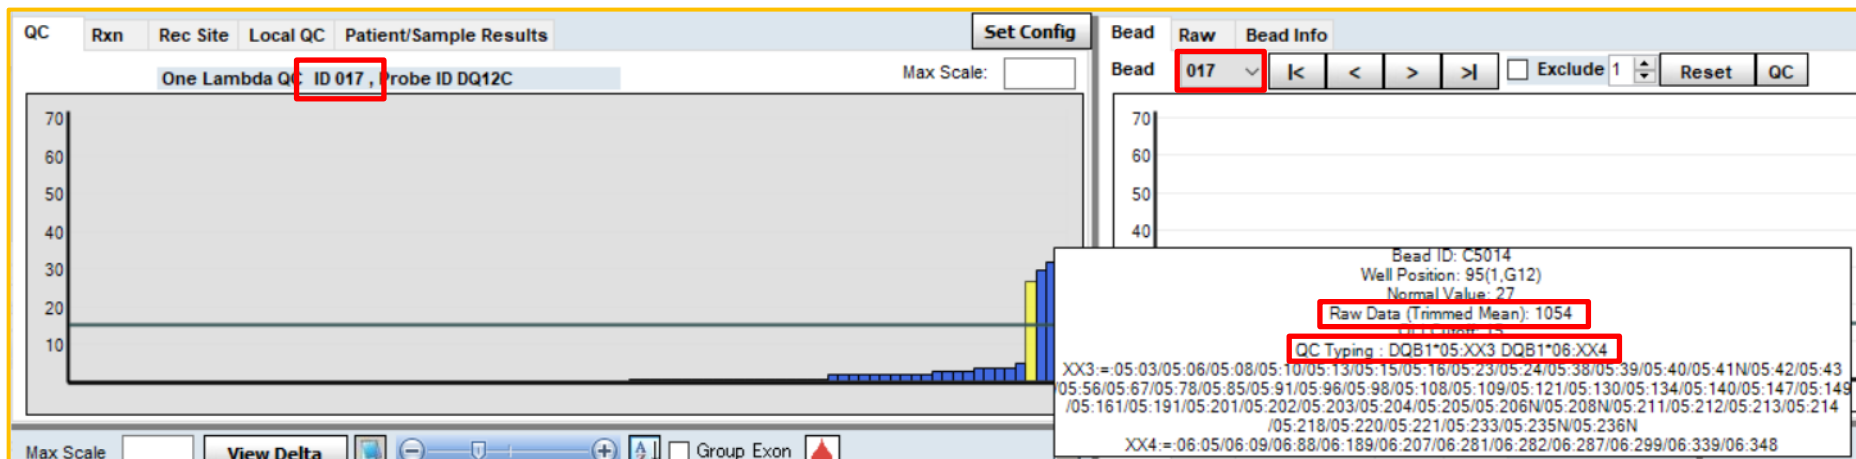 QC Rxn Rec Site Local QC Patient/Sample Results Set Config
One Lambda QC ID 017 , Probe ID DQ12C Max Scale:
70
60
50
40
30
20
10
Max Scale View Delta Group Exon
Bead Raw Bead Info
Bead 017 |< < > >| Exclude 1 Reset QC
70
60
50
40
Bead ID: C5014
Well Position: 95(1,G12)
Normal Value: 27
Raw Data (Trimmed Mean): 1054
QC Typing : DQB1*05:XX3 DQB1*06:XX4
XX3:=:05:03/05:06/05:08/05:10/05:13/05:15/05:16/05:23/05:24/05:38/05:39/05:40/05:41N/05:42/05:43
/05:56/05:67/05:78/05:85/05:91/05:96/05:98/05:108/05:109/05:121/05:130/05:134/05:140/05:147/05:149
/05:161/05:191/05:201/05:202/05:203/05:204/05:205/05:206N/05:208N/05:211/05:212/05:213/05:214
/05:218/05:220/05:221/05:233/05:235N/05:236N
XX4:=:06:05/06:09/06:88/06:189/06:207/06:281/06:282/06:287/06:299/06:339/06:348